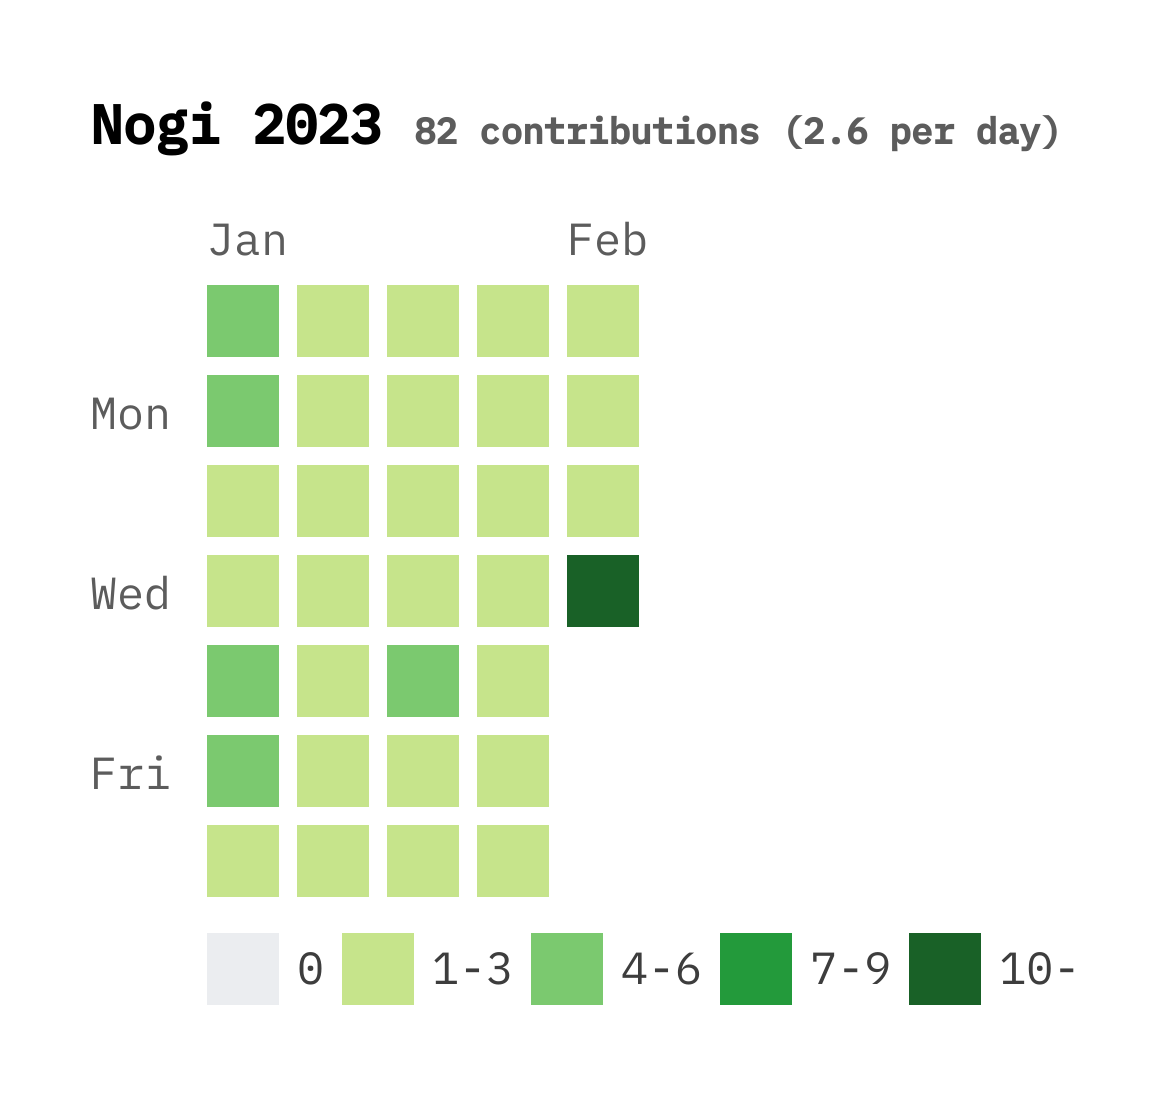 Nogi 2023 82 contributions (2.6 per day)
Jan Feb
Mon
Wed
Fri
0 1-3 4-6 7-9 10-